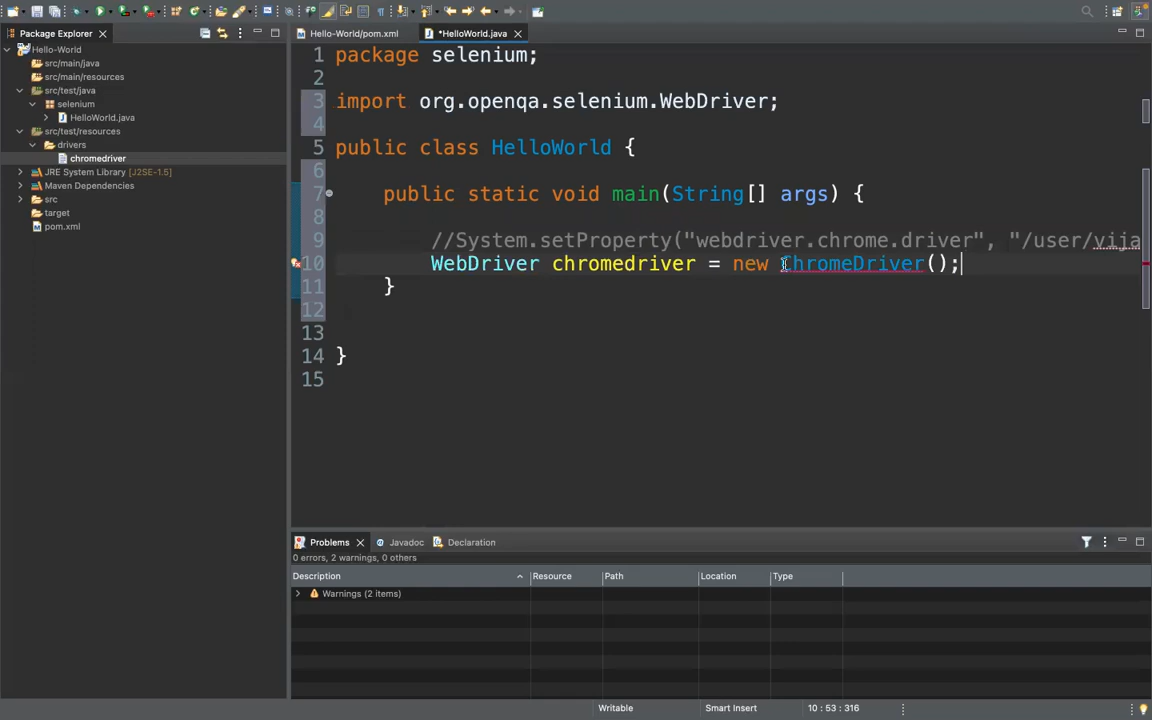 Package Explorer
Hello-World/pom.xml
*HelloWorld.java
Hello-World
src/main/java
src/main/resources
src/test/java
selenium
HelloWorld.java
src/test/resources
drivers
chromedriver
JRE System Library [J2SE-1.5]
Maven Dependencies
src
target
pom.xml
1 package selenium;
2
3 import org.openqa.selenium.WebDriver;
4
5 public class HelloWorld {
6
7 public static void main(String[] args) {
8
9 //System.setProperty("webdriver.chrome.driver", "/user/vija
10 WebDriver chromedriver = new ChromeDriver();
11 }
12
13
14 }
15
Problems Javadoc Declaration
0 errors, 2 warnings, 0 others
Description Resource Path Location Type
Warnings (2 items)
Writable Smart Insert 10 : 53 : 316